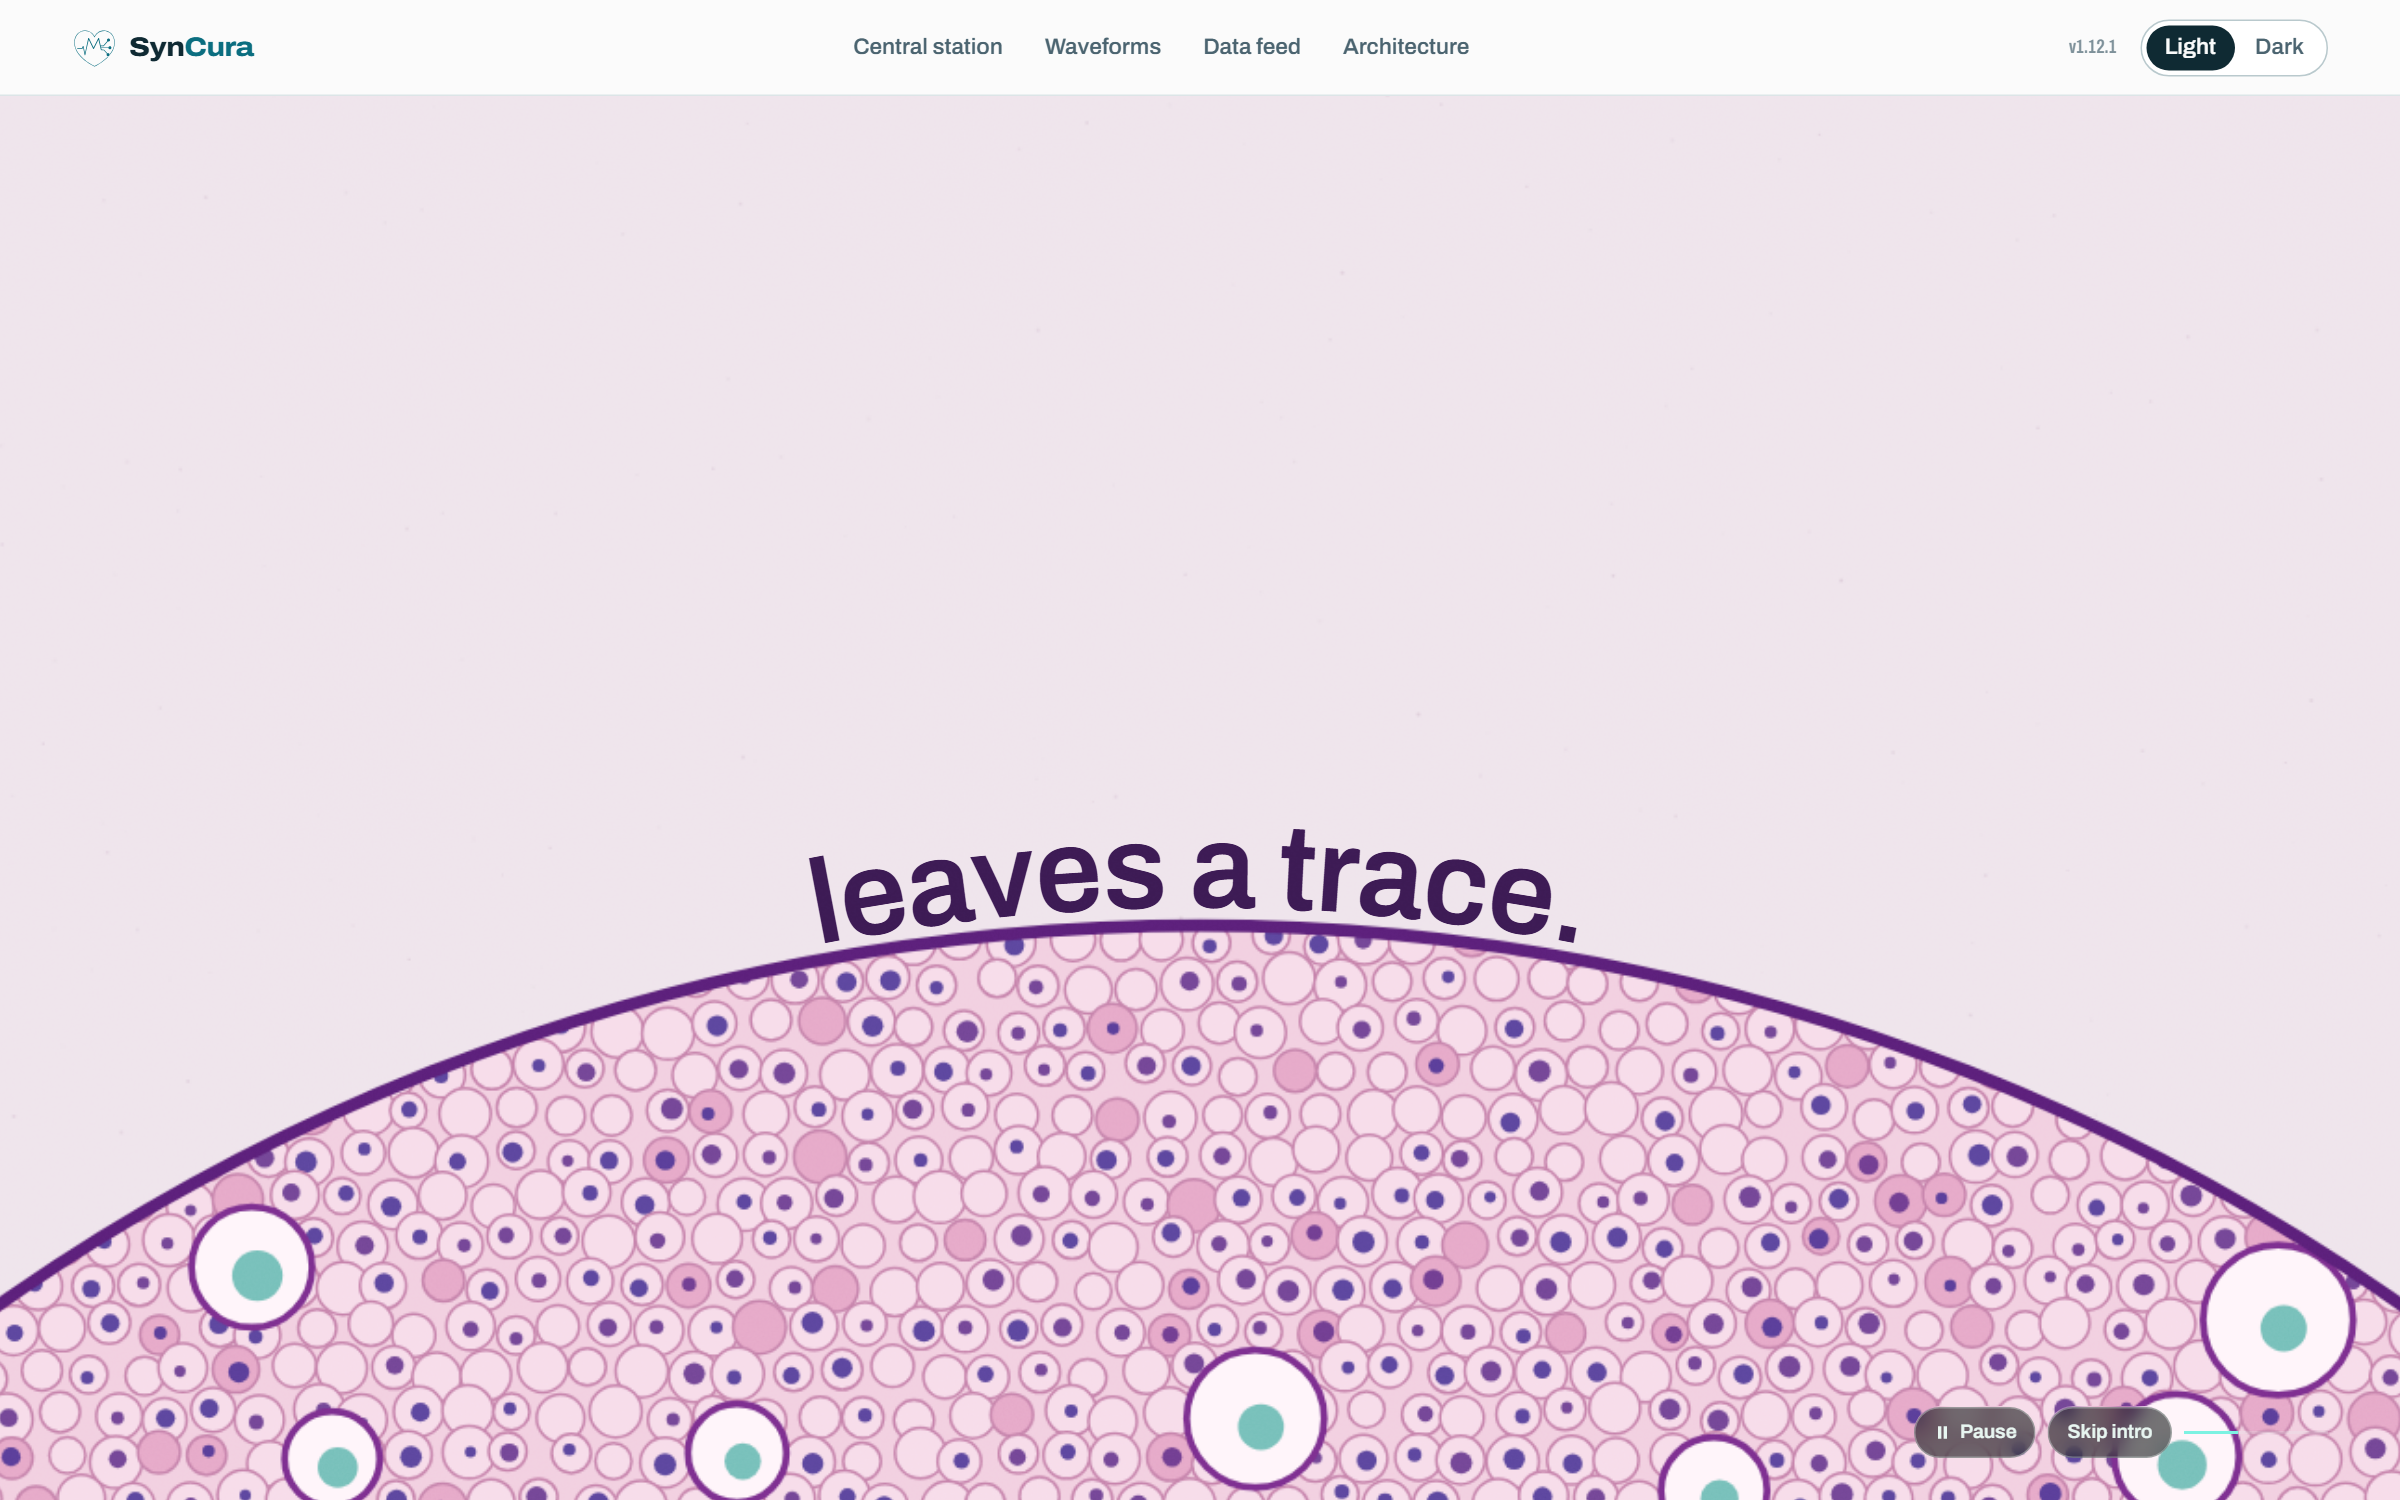 SynCura
Central station
Waveforms
Data feed
Architecture
v1.12.1
Light
Dark
leaves a trace.
Pause
Skip intro